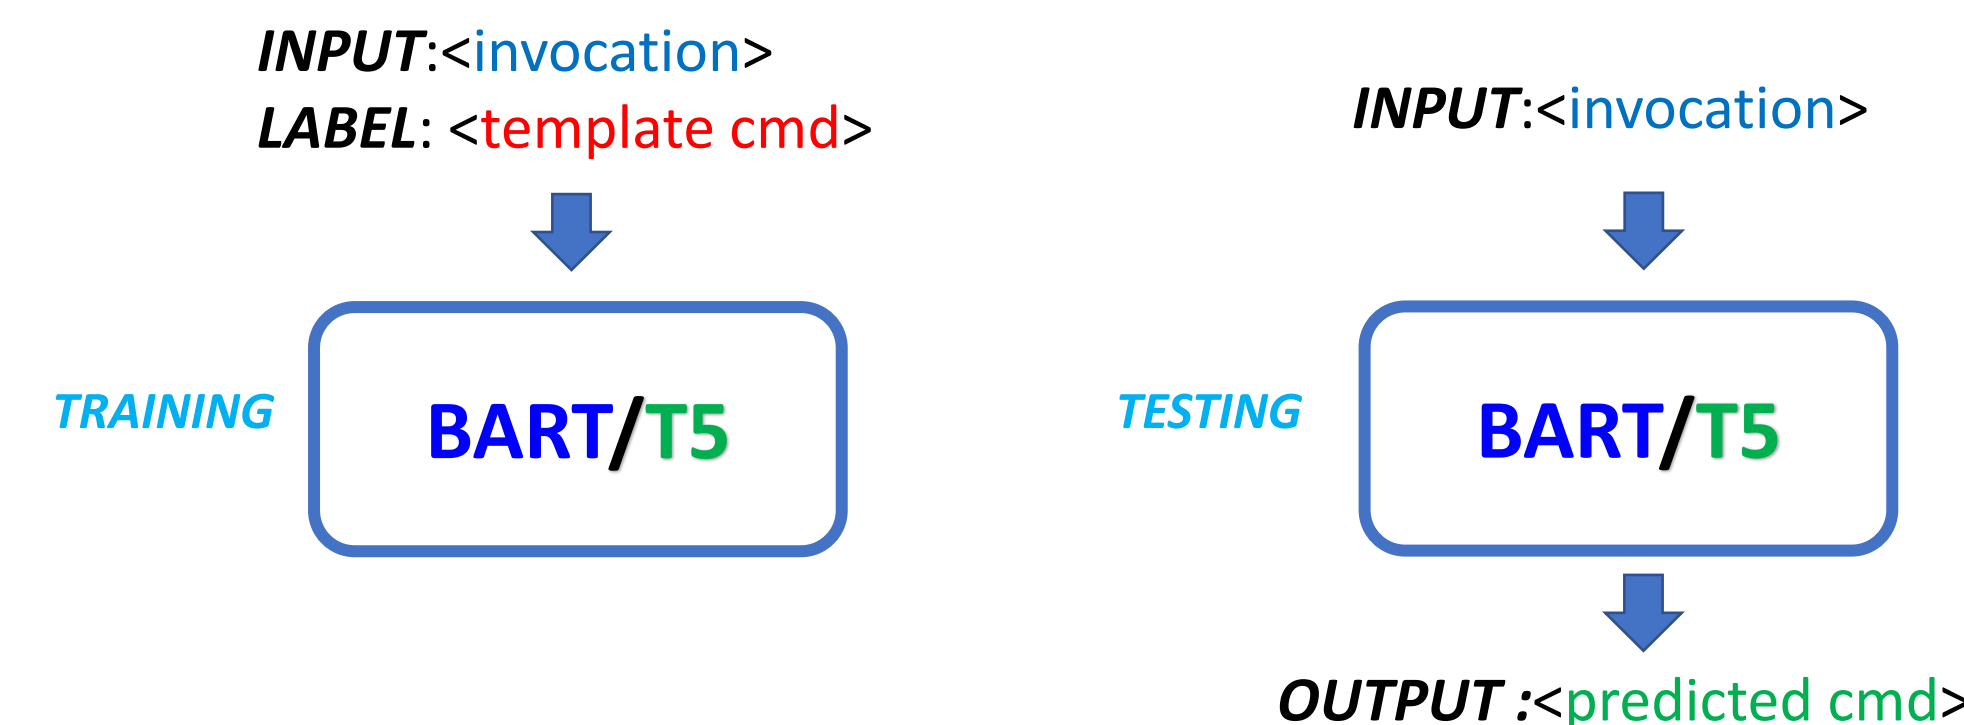 INPUT:<invocation>
LABEL: <template cmd>
TRAINING
BART/T5
INPUT:<invocation>
TESTING
BART/T5
OUTPUT :<predicted cmd>